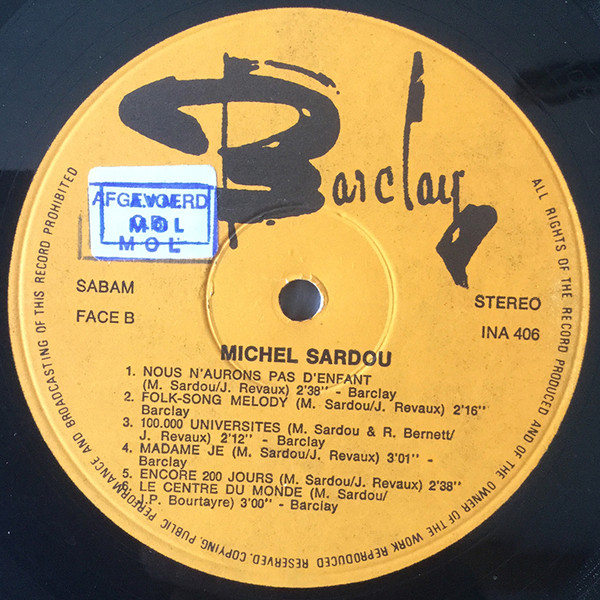 Barclay
AFGEVOERD
MOL
MOL
SABAM
FACE B
STEREO
INA 406
MICHEL SARDOU
1. NOUS N'AURONS PAS D'ENFANT
(M. Sardou/J. Revaux) 2'38" - Barclay
2. FOLK-SONG MELODY (M. Sardou/J. Revaux) 2'16"
Barclay
3. 100.000 UNIVERSITES (M. Sardou & R. Bernett/
J. Revaux) 2'12" - Barclay
4. MADAME JE (M. Sardou/J. Revaux) 3'01" -
Barclay
5. ENCORE 200 JOURS (M. Sardou/J. Revaux) 2'38"
6. LE CENTRE DU MONDE (M. Sardou/
J.P. Bourtayre) 3'00" - Barclay
ALL RIGHTS OF THE RECORD PRODUCED AND OF THE OWNER OF THE WORK REPRODUCED RESERVED. COPYING, PUBLIC PERFORMANCE AND BROADCASTING OF THIS RECORD PROHIBITED